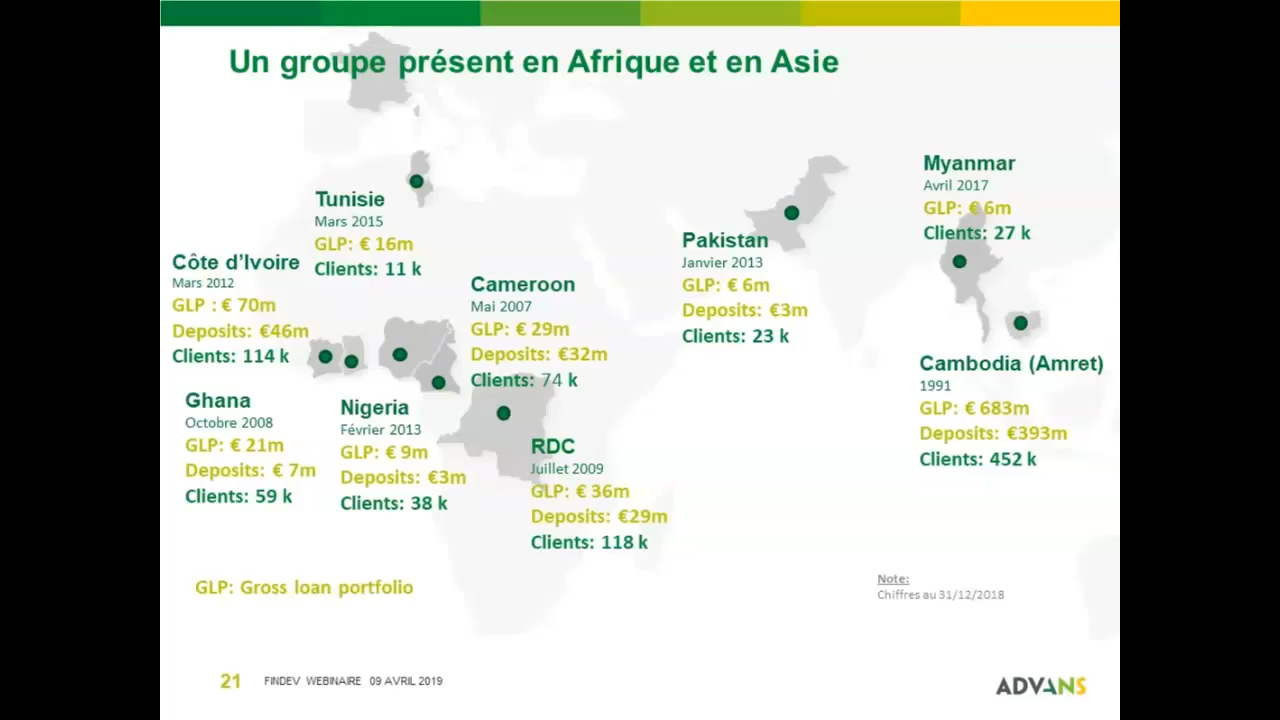 Un groupe présent en Afrique et en Asie
Tunisie
Mars 2015
GLP: € 16m
Clients: 11 k
Côte d’Ivoire
Mars 2012
GLP : € 70m
Deposits: €46m
Clients: 114 k
Ghana
Octobre 2008
GLP: € 21m
Deposits: € 7m
Clients: 59 k
Nigeria
Février 2013
GLP: € 9m
Deposits: €3m
Clients: 38 k
Cameroon
Mai 2007
GLP: € 29m
Deposits: €32m
Clients: 74 k
RDC
Juillet 2009
GLP: € 36m
Deposits: €29m
Clients: 118 k
Pakistan
Janvier 2013
GLP: € 6m
Deposits: €3m
Clients: 23 k
Myanmar
Avril 2017
GLP: € 6m
Clients: 27 k
Cambodia (Amret)
1991
GLP: € 683m
Deposits: €393m
Clients: 452 k
GLP: Gross loan portfolio
Note:
Chiffres au 31/12/2018
21 FINDEV WEBINAIRE 09 AVRIL 2019
ADVANS